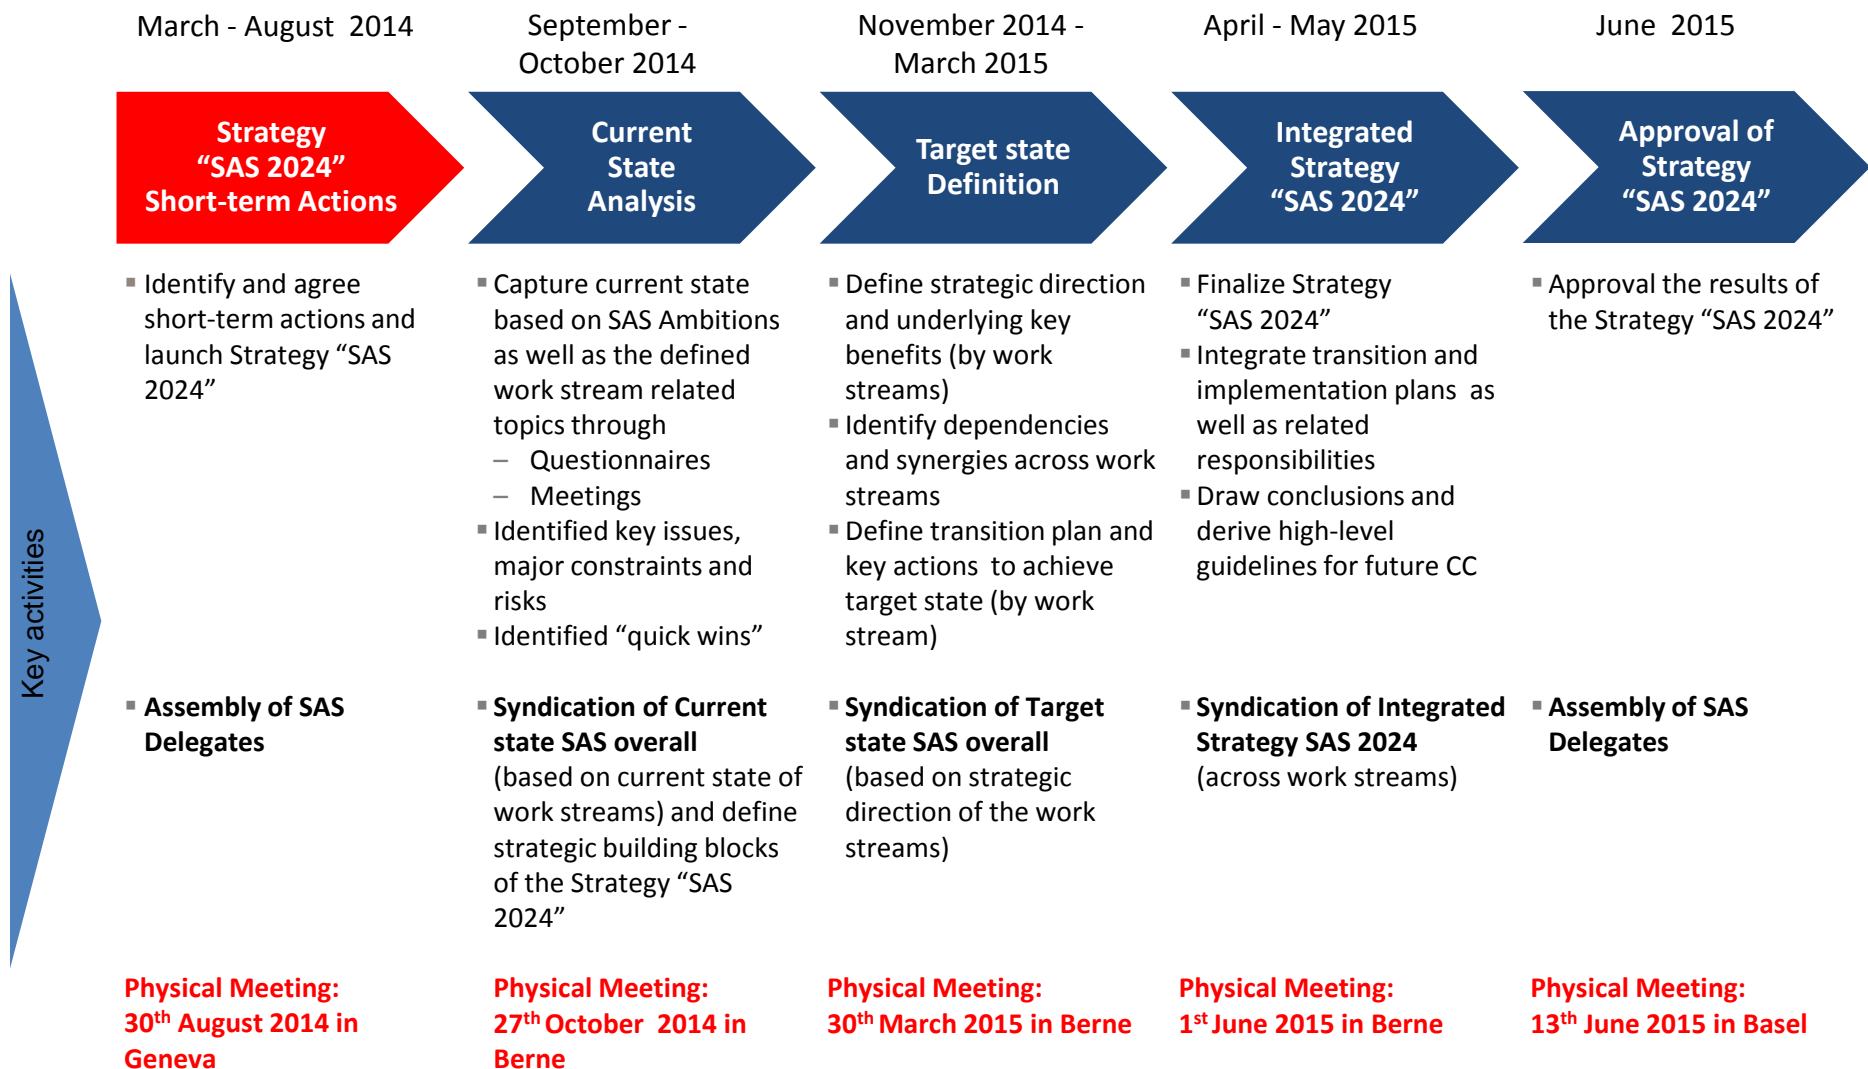 March - August 2014
September -
October 2014
November 2014 -
March 2015
April - May 2015
June 2015
Strategy
“SAS 2024”
Short-term Actions
Current
State
Analysis
Target state
Definition
Integrated
Strategy
“SAS 2024”
Approval of
Strategy
“SAS 2024”
Key activities
▪ Identify and agree
short-term actions and
launch Strategy “SAS
2024”
▪ Assembly of SAS
Delegates
Physical Meeting:
30th August 2014 in
Geneva
▪ Capture current state
based on SAS Ambitions
as well as the defined
work stream related
topics through
– Questionnaires
– Meetings
▪ Identified key issues,
major constraints and
risks
▪ Identified “quick wins”
▪ Syndication of Current
state SAS overall
(based on current state of
work streams) and define
strategic building blocks
of the Strategy “SAS
2024”
Physical Meeting:
27th October 2014 in
Berne
▪ Define strategic direction
and underlying key
benefits (by work
streams)
▪ Identify dependencies
and synergies across work
streams
▪ Define transition plan and
key actions to achieve
target state (by work
stream)
▪ Syndication of Target
state SAS overall
(based on strategic
direction of the work
streams)
Physical Meeting:
30th March 2015 in Berne
▪ Finalize Strategy
“SAS 2024”
▪ Integrate transition and
implementation plans as
well as related
responsibilities
▪ Draw conclusions and
derive high-level
guidelines for future CC
▪ Syndication of Integrated
Strategy SAS 2024
(across work streams)
Physical Meeting:
1st June 2015 in Berne
▪ Approval the results of
the Strategy “SAS 2024”
▪ Assembly of SAS
Delegates
Physical Meeting:
13th June 2015 in Basel